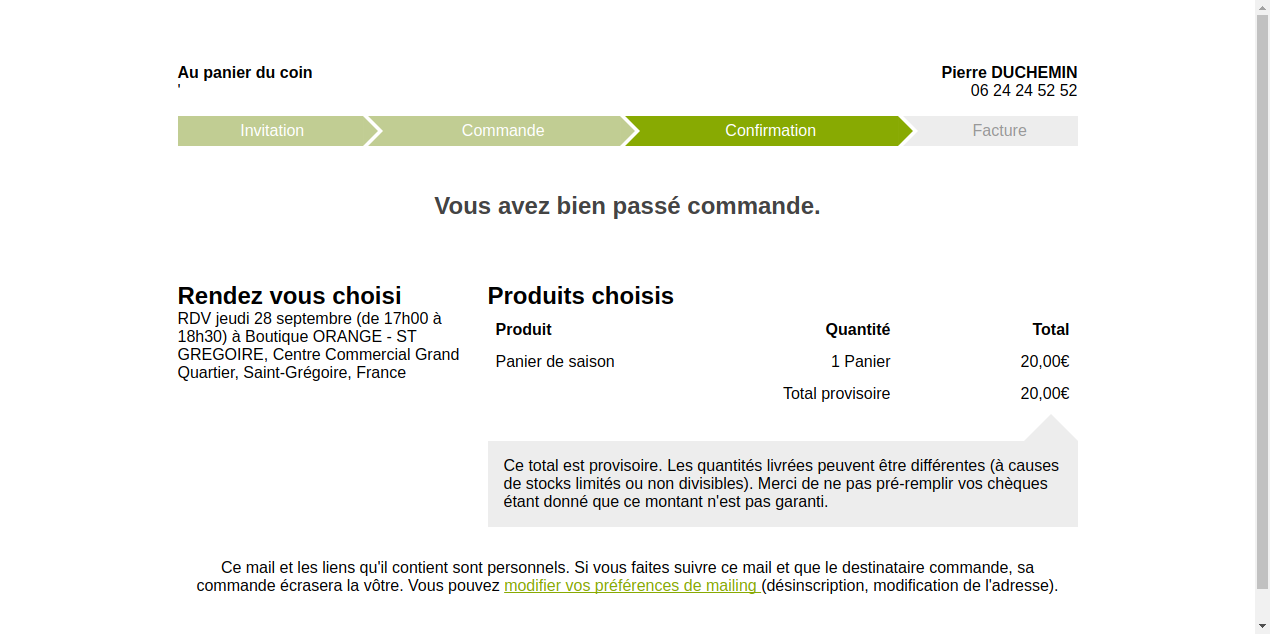 Au panier du coin
'
Pierre DUCHEMIN
06 24 24 52 52
Invitation
Commande
Confirmation
Facture
Vous avez bien passé commande.
Rendez vous choisi
RDV jeudi 28 septembre (de 17h00 à
18h30) à Boutique ORANGE - ST
GREGOIRE, Centre Commercial Grand
Quartier, Saint-Grégoire, France
Produits choisis
Produit Quantité Total
Panier de saison 1 Panier 20,00€
Total provisoire 20,00€
Ce total est provisoire. Les quantités livrées peuvent être différentes (à causes
de stocks limités ou non divisibles). Merci de ne pas pré-remplir vos chèques
étant donné que ce montant n'est pas garanti.
Ce mail et les liens qu'il contient sont personnels. Si vous faites suivre ce mail et que le destinataire commande, sa
commande écrasera la vôtre. Vous pouvez modifier vos préférences de mailing (désinscription, modification de l'adresse).